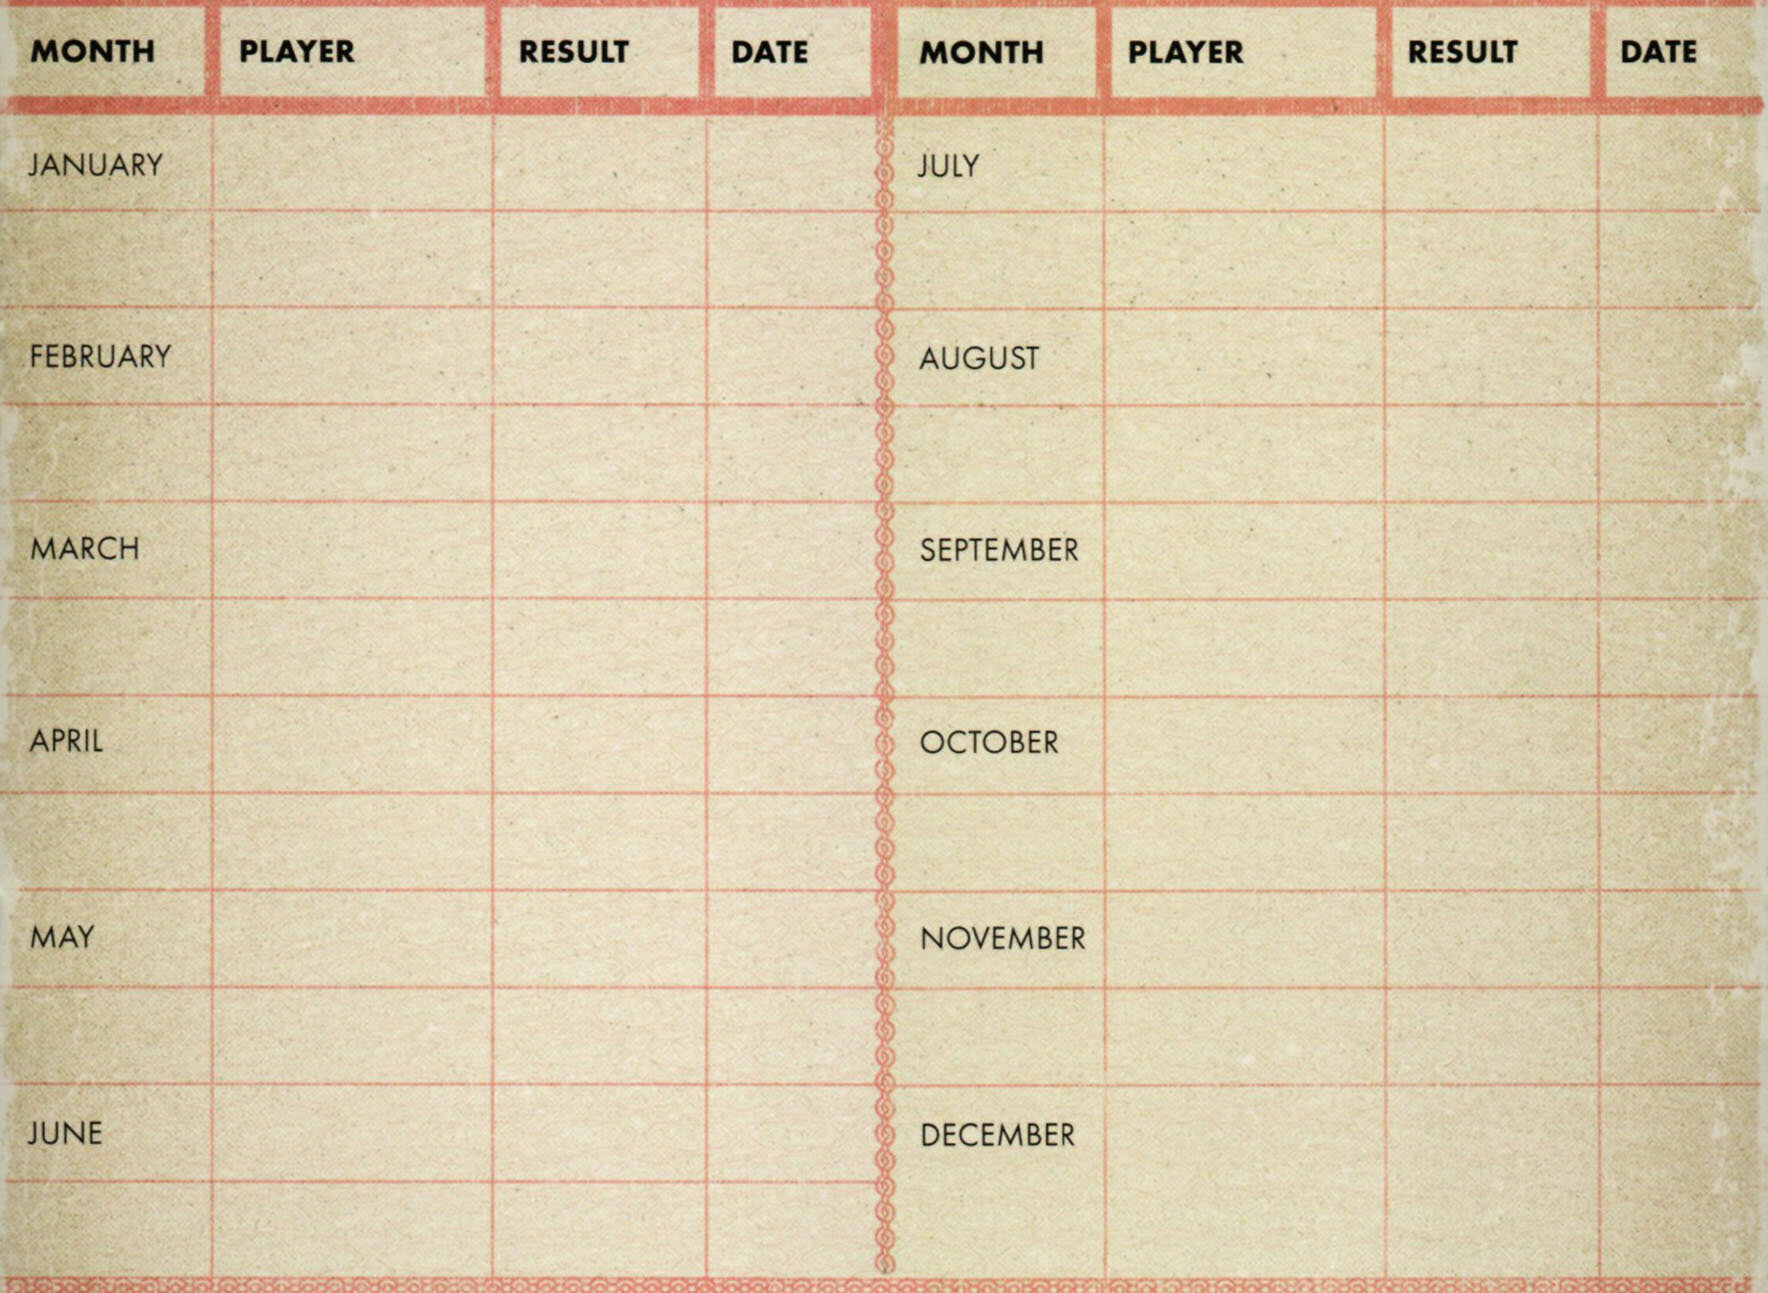 MONTH PLAYER RESULT DATE MONTH PLAYER RESULT DATE
JANUARY JULY
FEBRUARY AUGUST
MARCH SEPTEMBER
APRIL OCTOBER
MAY NOVEMBER
JUNE DECEMBER